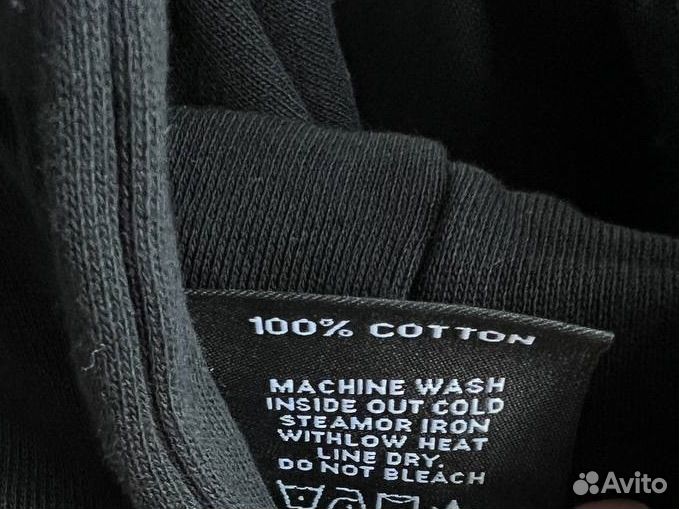 100% COTTON
MACHINE WASH
INSIDE OUT COLD
STEAMOR IRON
WITHLOW HEAT
LINE DRY.
DO NOT BLEACH
Avito